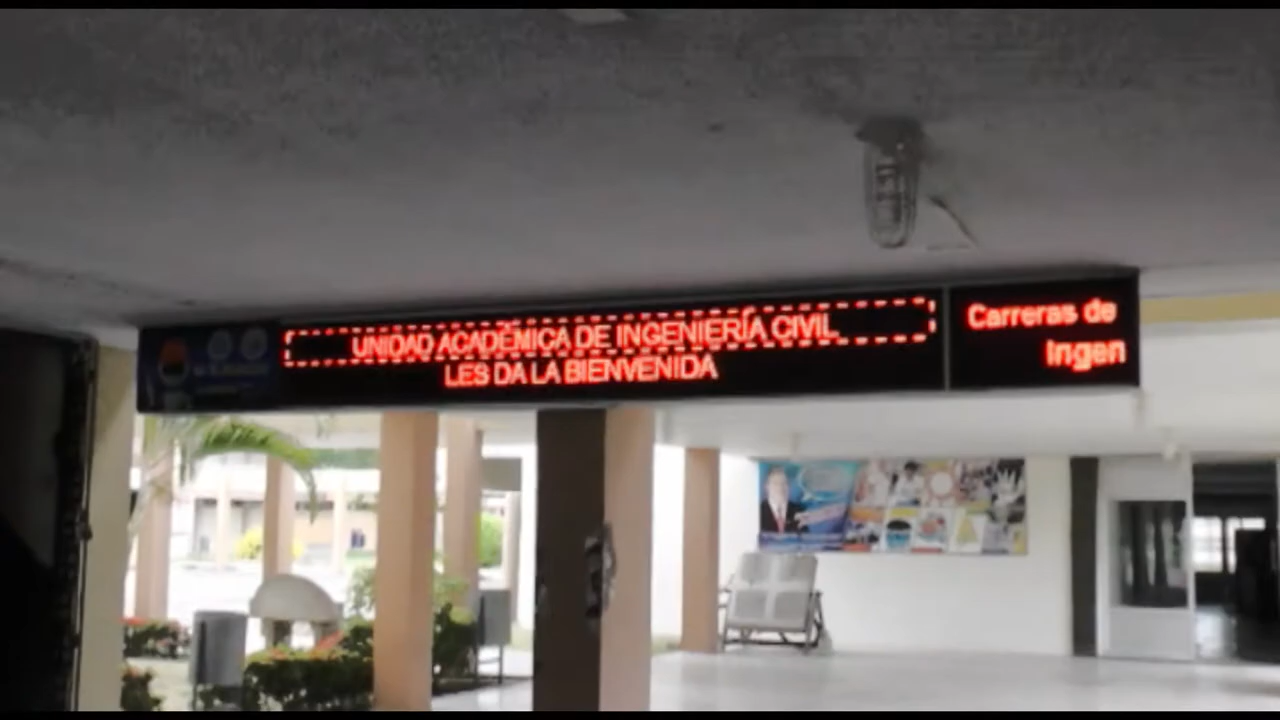 UNIDAD ACADÉMICA DE INGENIERÍA CIVIL
LES DA LA BIENVENIDA
Carreras de
Ingen